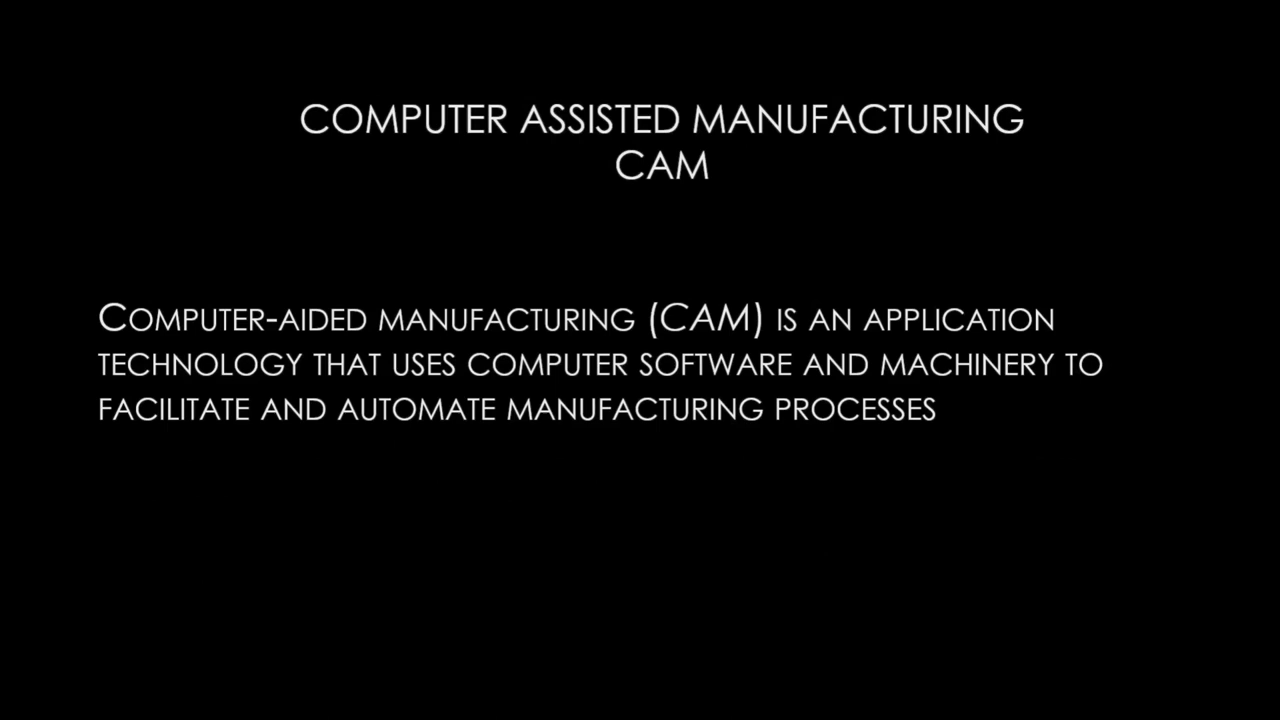 COMPUTER ASSISTED MANUFACTURING
CAM
COMPUTER-AIDED MANUFACTURING (CAM) IS AN APPLICATION
TECHNOLOGY THAT USES COMPUTER SOFTWARE AND MACHINERY TO
FACILITATE AND AUTOMATE MANUFACTURING PROCESSES